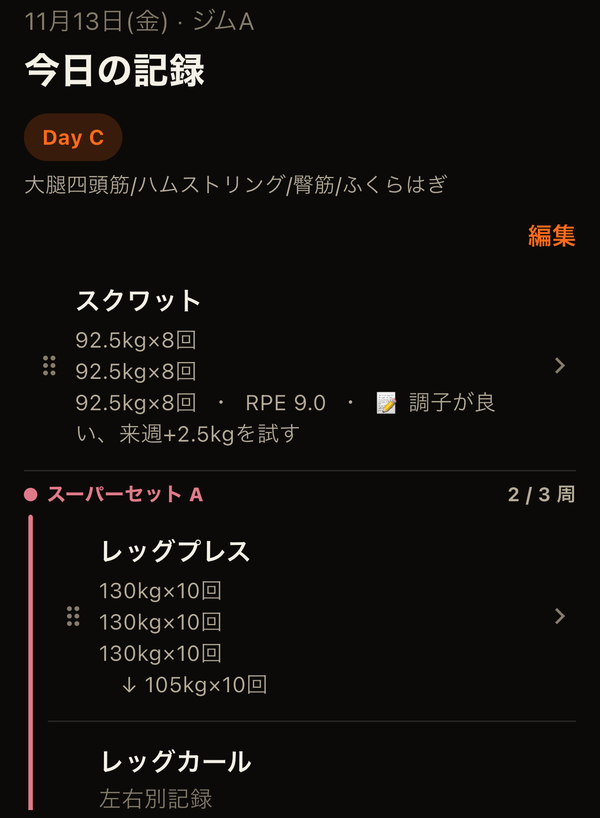 11月13日(金) · ジムA
今日の記録
Day C
大腿四頭筋/ハムストリング/臀筋/ふくらはぎ
編集
スクワット
92.5kg×8回
92.5kg×8回
92.5kg×8回 · RPE 9.0 · 📝 調子が良
い、来週+2.5kgを試す
スーパーセット A
2 / 3 周
レッグプレス
130kg×10回
130kg×10回
130kg×10回
↓ 105kg×10回
レッグカール
左右別記録